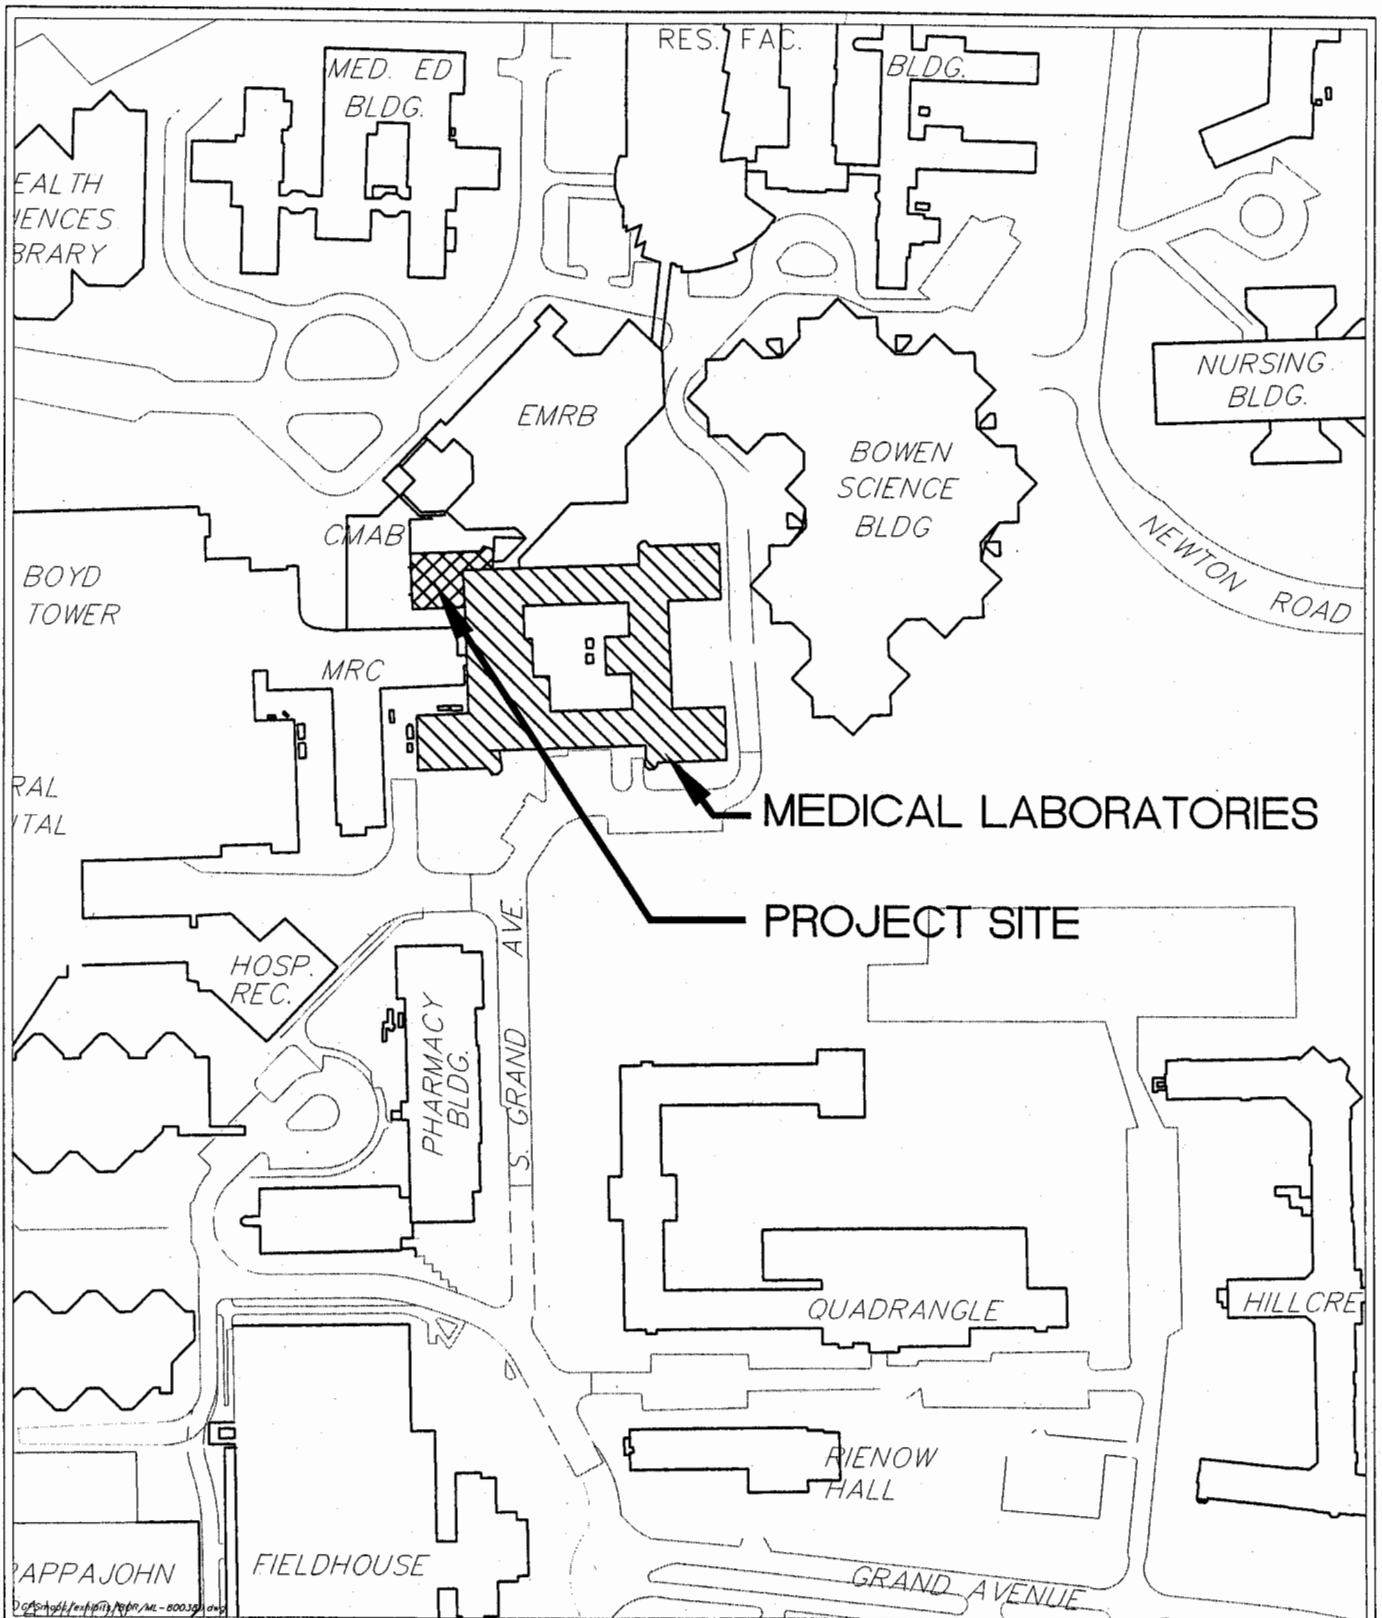 RES. FAC.
MED. ED
BLDG.
BLDG.
EALTH
IENCES
BRARY
NURSING
BLDG.
EMRB
BOWEN
SCIENCE
BLDG
CMAB
NEWTON ROAD
BOYD
TOWER
MRC
RAL
ITAL
MEDICAL LABORATORIES
PROJECT SITE
HOSP.
REC.
S. GRAND AVE.
PHARMACY
BLDG.
QUADRANGLE
HILLCRE
RIENOW
HALL
FIELDHOUSE
GRAND AVENUE
APPAJOHN